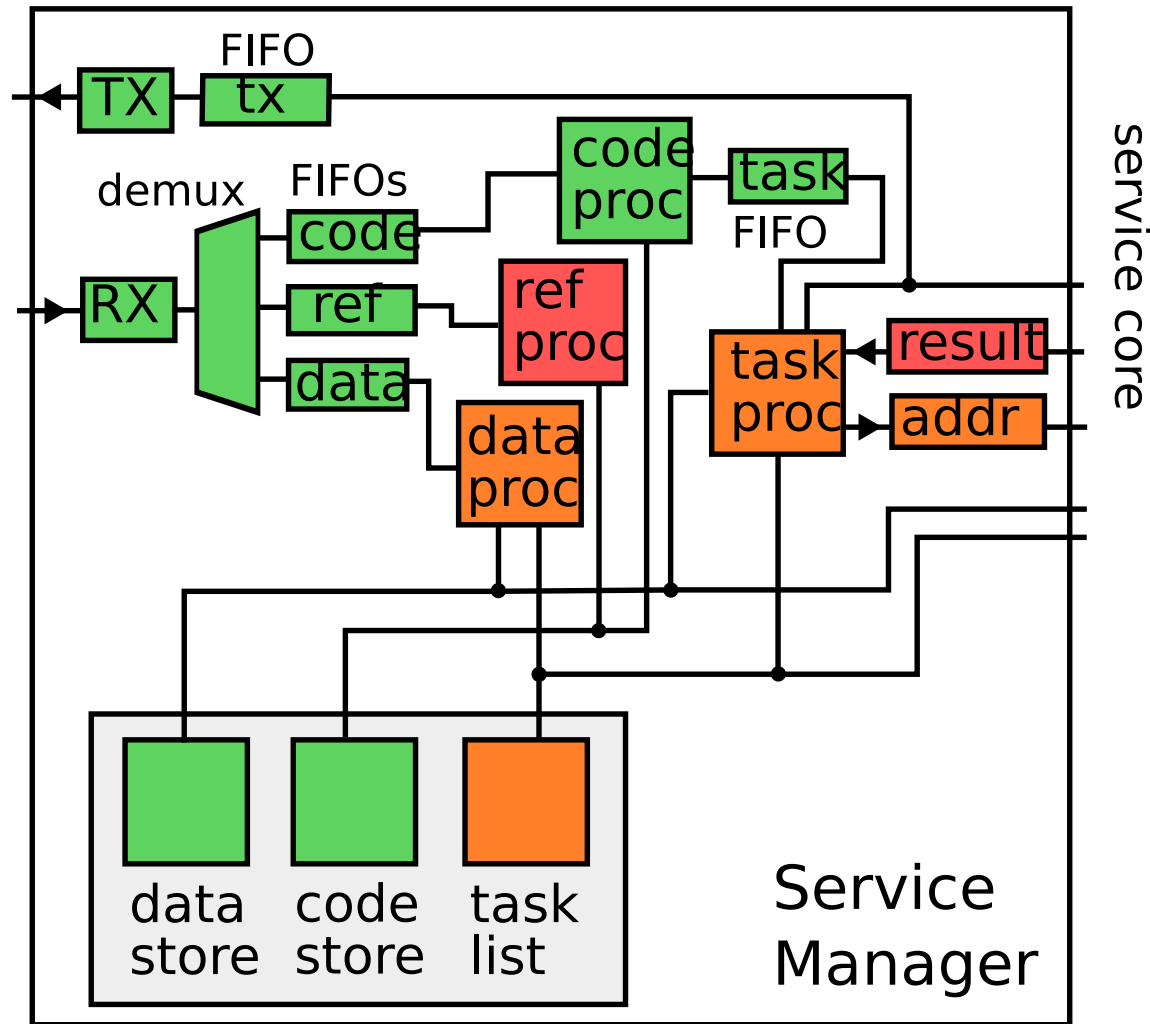 FIFO
TX
tx
code
proc
task
FIFO
demux
FIFOs
code
RX
ref
data
ref
proc
data
proc
task
proc
result
addr
service core
data
store
code
store
task
list
Service
Manager